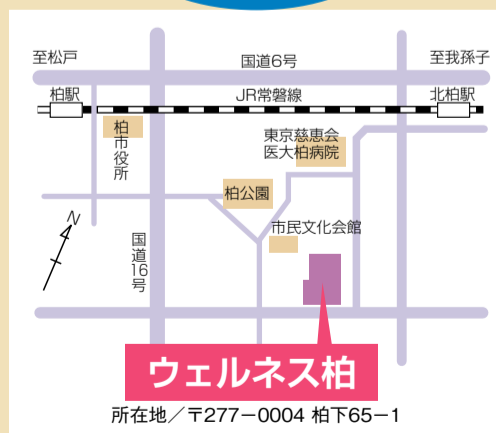 至松戸
国道6号
至我孫子
柏駅
JR常磐線
北柏駅
柏市役所
東京慈恵会
医大柏病院
柏公園
市民文化会館
N
国道16号
ウェルネス柏
所在地／〒277−0004 柏下65−1